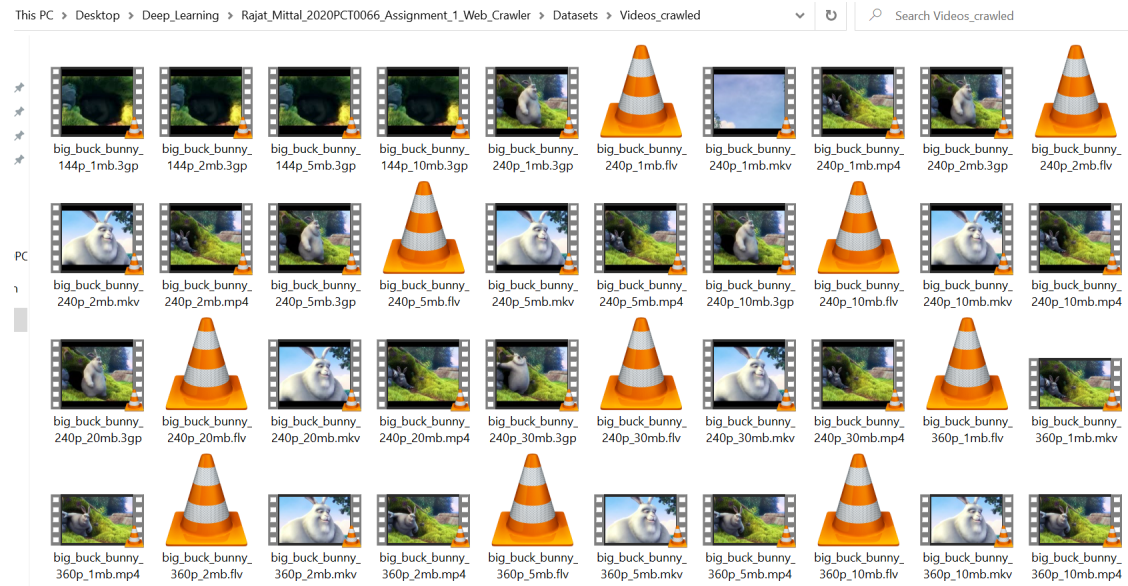 This PC > Desktop > Deep_Learning > Rajat_Mittal_2020PCT0066_Assignment_1_Web_Crawler > Datasets > Videos_crawled
Search Videos_crawled
big_buck_bunny_ big_buck_bunny_ big_buck_bunny_ big_buck_bunny_ big_buck_bunny_ big_buck_bunny_ big_buck_bunny_ big_buck_bunny_ big_buck_bunny_ big_buck_bunny_
144p_1mb.3gp 144p_2mb.3gp 144p_5mb.3gp 144p_10mb.3gp 240p_1mb.3gp 240p_1mb.flv 240p_1mb.mkv 240p_1mb.mp4 240p_2mb.3gp 240p_2mb.flv
PC
big_buck_bunny_ big_buck_bunny_ big_buck_bunny_ big_buck_bunny_ big_buck_bunny_ big_buck_bunny_ big_buck_bunny_ big_buck_bunny_ big_buck_bunny_ big_buck_bunny_
240p_2mb.mkv 240p_2mb.mp4 240p_5mb.3gp 240p_5mb.flv 240p_5mb.mkv 240p_5mb.mp4 240p_10mb.3gp 240p_10mb.flv 240p_10mb.mkv 240p_10mb.mp4
big_buck_bunny_ big_buck_bunny_ big_buck_bunny_ big_buck_bunny_ big_buck_bunny_ big_buck_bunny_ big_buck_bunny_ big_buck_bunny_ big_buck_bunny_ big_buck_bunny_
240p_20mb.3gp 240p_20mb.flv 240p_20mb.mkv 240p_20mb.mp4 240p_30mb.3gp 240p_30mb.flv 240p_30mb.mkv 240p_30mb.mp4 360p_1mb.flv 360p_1mb.mkv
big_buck_bunny_ big_buck_bunny_ big_buck_bunny_ big_buck_bunny_ big_buck_bunny_ big_buck_bunny_ big_buck_bunny_ big_buck_bunny_ big_buck_bunny_ big_buck_bunny_
360p_1mb.mp4 360p_2mb.flv 360p_2mb.mkv 360p_2mb.mp4 360p_5mb.flv 360p_5mb.mkv 360p_5mb.mp4 360p_10mb.flv 360p_10mb.mkv 360p_10mb.mp4